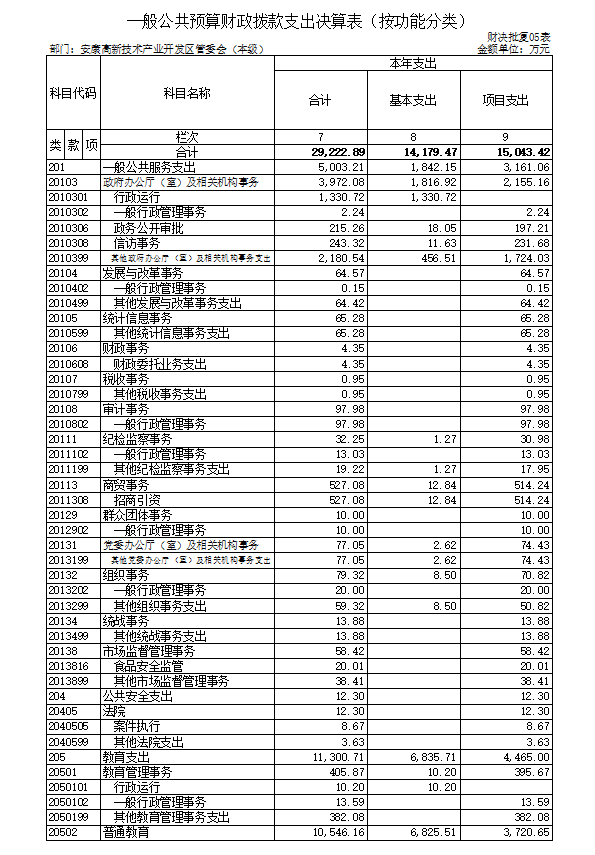 一般公共预算财政拨款支出决算表（按功能分类）
财决批复05表
部门：安康高新技术产业开发区管委会（本级） 金额单位：万元
科目代码 科目名称 本年支出
合计 基本支出 项目支出
类 款 项 栏次 7 8 9
合计 29,222.89 14,179.47 15,043.42
201 一般公共服务支出 5,003.21 1,842.15 3,161.06
20103 政府办公厅（室）及相关机构事务 3,972.08 1,816.92 2,155.16
2010301 行政运行 1,330.72 1,330.72
2010302 一般行政管理事务 2.24 2.24
2010306 政务公开审批 215.26 18.05 197.21
2010308 信访事务 243.32 11.63 231.68
2010399 其他政府办公厅（室）及相关机构事务支出 2,180.54 456.51 1,724.03
20104 发展与改革事务 64.57 64.57
2010402 一般行政管理事务 0.15 0.15
2010499 其他发展与改革事务支出 64.42 64.42
20105 统计信息事务 65.28 65.28
2010599 其他统计信息事务支出 65.28 65.28
20106 财政事务 4.35 4.35
2010608 财政委托业务支出 4.35 4.35
20107 税收事务 0.95 0.95
2010799 其他税收事务支出 0.95 0.95
20108 审计事务 97.98 97.98
2010802 一般行政管理事务 97.98 97.98
20111 纪检监察事务 32.25 1.27 30.98
2011102 一般行政管理事务 13.03 13.03
2011199 其他纪检监察事务支出 19.22 1.27 17.95
20113 商贸事务 527.08 12.84 514.24
2011308 招商引资 527.08 12.84 514.24
20129 群众团体事务 10.00 10.00
2012902 一般行政管理事务 10.00 10.00
20131 党委办公厅（室）及相关机构事务 77.05 2.62 74.43
2013199 其他党委办公厅（室）及相关机构事务支出 77.05 2.62 74.43
20132 组织事务 79.32 8.50 70.82
2013202 一般行政管理事务 20.00 20.00
2013299 其他组织事务支出 59.32 8.50 50.82
20134 统战事务 13.88 13.88
2013499 其他统战事务支出 13.88 13.88
20138 市场监督管理事务 58.42 58.42
2013816 食品安全监管 20.01 20.01
2013899 其他市场监督管理事务 38.41 38.41
204 公共安全支出 12.30 12.30
20405 法院 12.30 12.30
2040505 案件执行 8.67 8.67
2040599 其他法院支出 3.63 3.63
205 教育支出 11,300.71 6,835.71 4,465.00
20501 教育管理事务 405.87 10.20 395.67
2050101 行政运行 10.20 10.20
2050102 一般行政管理事务 13.59 13.59
2050199 其他教育管理事务支出 382.08 382.08
20502 普通教育 10,546.16 6,825.51 3,720.65